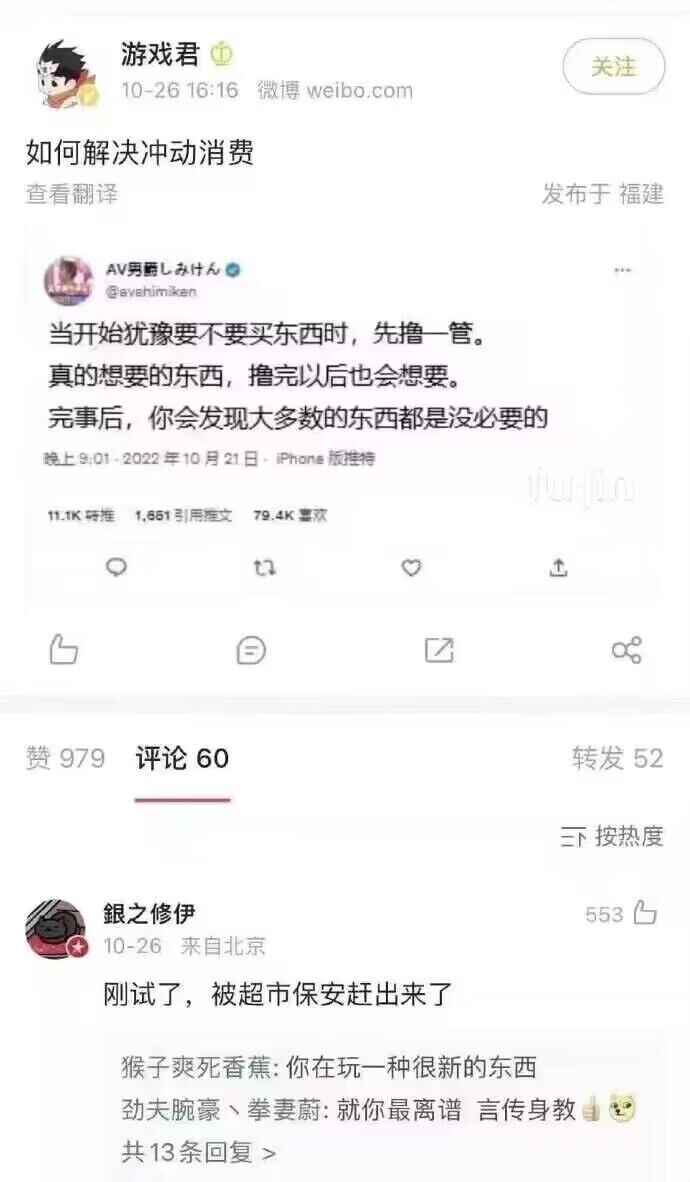 游戏君
10-26 16:16 微博 weibo.com
关注
如何解决冲动消费
查看翻译
发布于 福建
AV男爵しみけん
@avshimiken
当开始犹豫要不要买东西时，先撸一管。
真的想要的东西，撸完以后也会想要。
完事后，你会发现大多数的东西都是没必要的
晚上 9:01 · 2022 年 10 月 21 日 · iPhone 版推特
fu-jin
11.1K 转推 1,661 引用推文 79.4K 喜欢
赞 979 评论 60 转发 52
按热度
銀之修伊
553
10-26 来自北京
刚试了，被超市保安赶出来了
猴子爽死香蕉: 你在玩一种很新的东西
劲夫腕豪丶拳妻蔚: 就你最离谱 言传身教
共13条回复 >